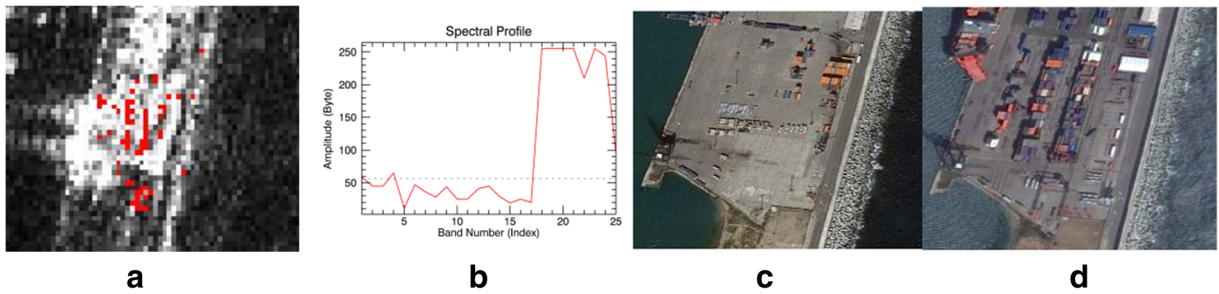 Spectral Profile
250
200
150
100
50
Amplitude (Byte)
5
10
15
20
25
Band Number (Index)
a
b
c
d